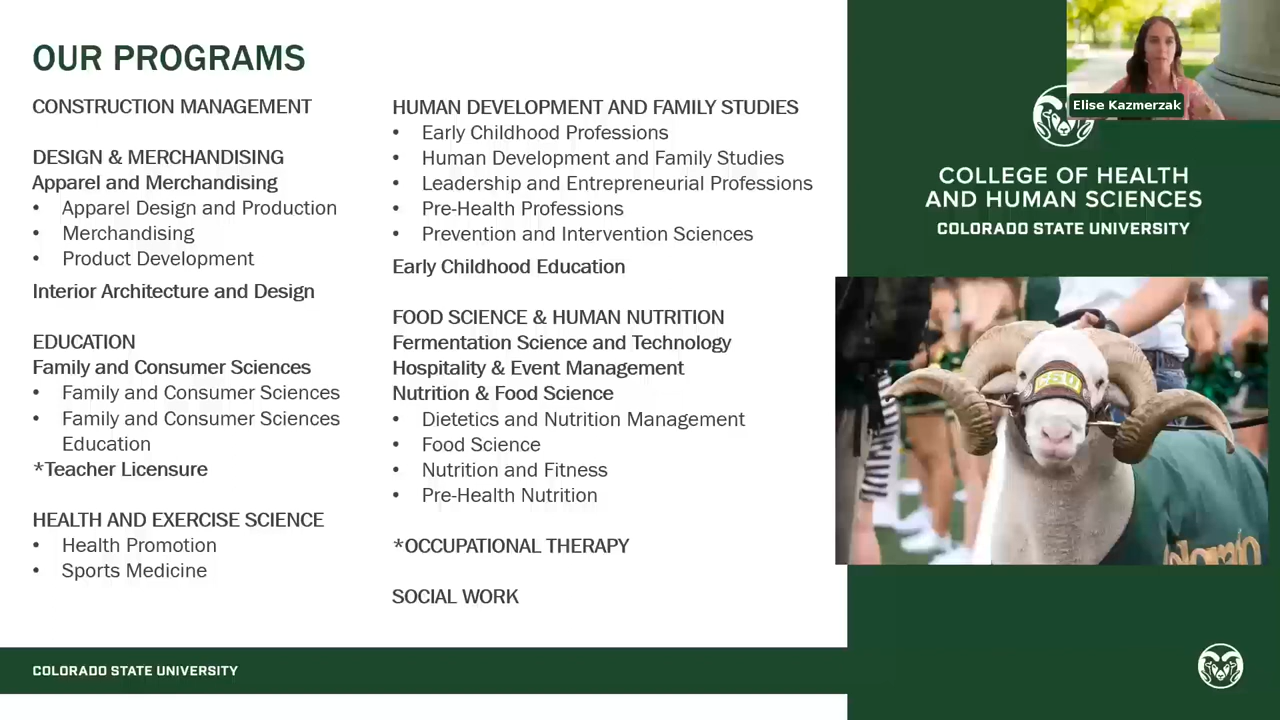 OUR PROGRAMS
CONSTRUCTION MANAGEMENT
DESIGN & MERCHANDISING
Apparel and Merchandising
• Apparel Design and Production
• Merchandising
• Product Development
Interior Architecture and Design
EDUCATION
Family and Consumer Sciences
• Family and Consumer Sciences
• Family and Consumer Sciences
Education
*Teacher Licensure
HEALTH AND EXERCISE SCIENCE
• Health Promotion
• Sports Medicine
HUMAN DEVELOPMENT AND FAMILY STUDIES
• Early Childhood Professions
• Human Development and Family Studies
• Leadership and Entrepreneurial Professions
• Pre-Health Professions
• Prevention and Intervention Sciences
Early Childhood Education
FOOD SCIENCE & HUMAN NUTRITION
Fermentation Science and Technology
Hospitality & Event Management
Nutrition & Food Science
• Dietetics and Nutrition Management
• Food Science
• Nutrition and Fitness
• Pre-Health Nutrition
*OCCUPATIONAL THERAPY
SOCIAL WORK
Elise Kazmerzak
COLLEGE OF HEALTH
AND HUMAN SCIENCES
COLORADO STATE UNIVERSITY
CSU
COLORADO STATE UNIVERSITY